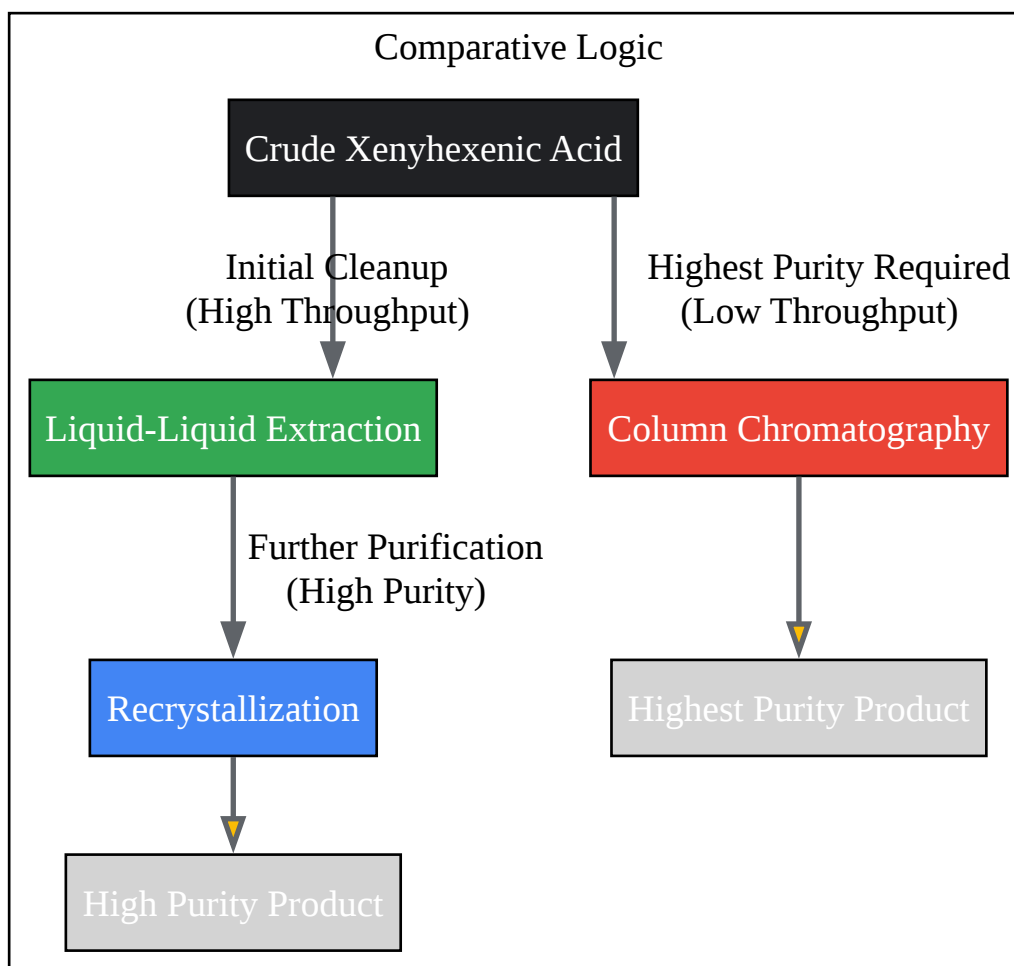 Comparative Logic
Crude Xenyhexenic Acid
Initial Cleanup
(High Throughput)
Highest Purity Required
(Low Throughput)
Liquid-Liquid Extraction
Column Chromatography
Further Purification
(High Purity)
Recrystallization
Highest Purity Product
High Purity Product